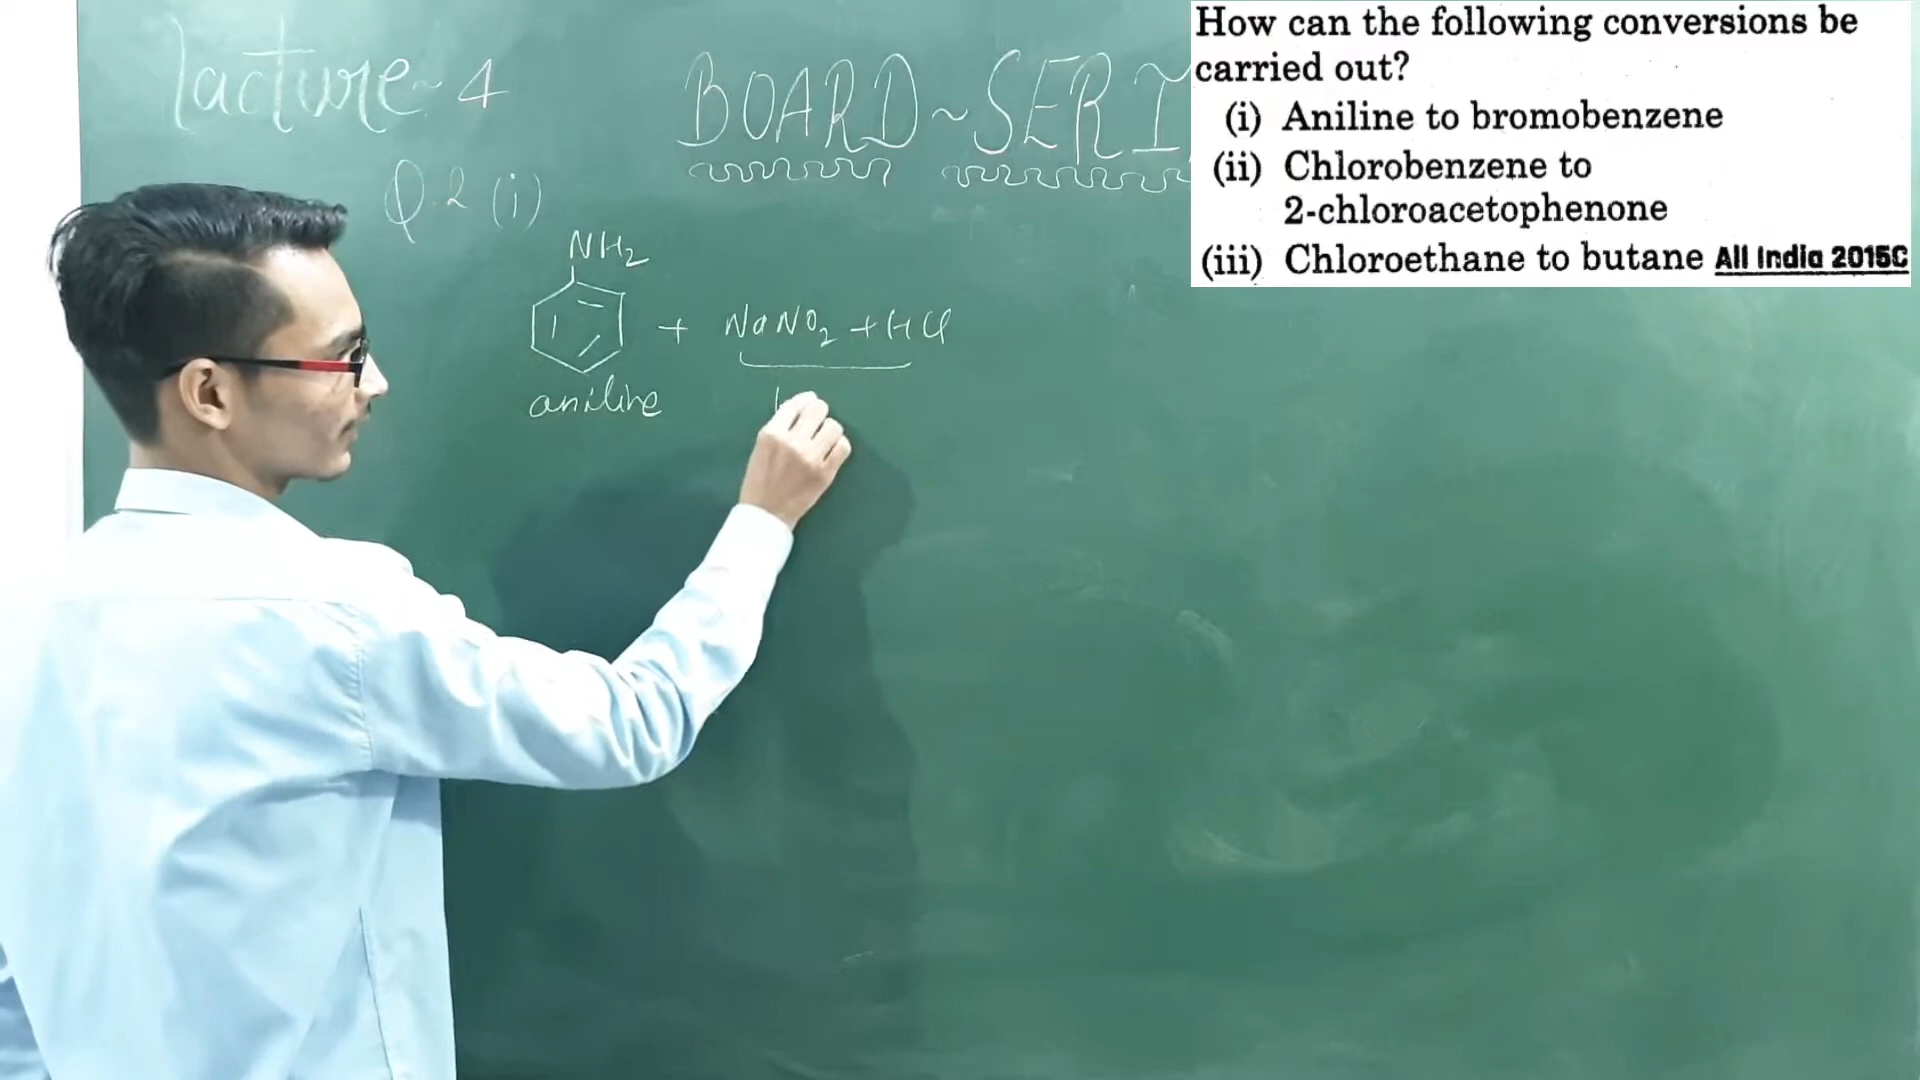 Lacture-4
BOARD~SERI
How can the following conversions be
carried out?
(i) Aniline to bromobenzene
(ii) Chlorobenzene to
2-chloroacetophenone
(iii) Chloroethane to butane All India 2015C
Q.2 (i)
NH2
+ NaNO2 + HCl
aniline